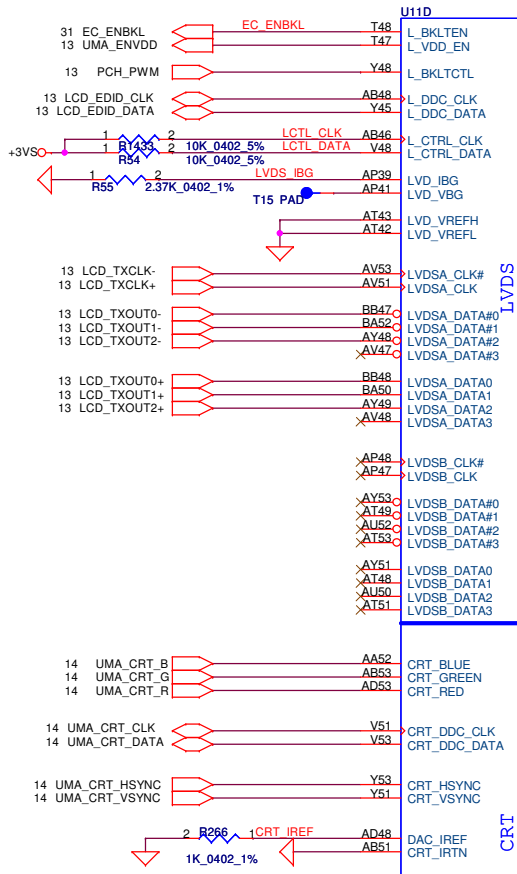 U11D
31 EC_ENBKL EC_ENBKL T48 L_BKLTEN
13 UMA_ENVDD T47 L_VDD_EN
13 PCH_PWM Y48 L_BKLTCTL
13 LCD_EDID_CLK AB48 L_DDC_CLK
13 LCD_EDID_DATA Y45 L_DDC_DATA
1 2 LCTL_CLK AB46 L_CTRL_CLK
+3VS R1433 10K_0402_5%
1 2 LCTL_DATA V48 L_CTRL_DATA
R54 10K_0402_5%
1 2 LVDS_IBG AP39 LVD_IBG
R55 2.37K_0402_1%
T15 PAD AP41 LVD_VBG
AT43 LVD_VREFH
AT42 LVD_VREFL
LVDS
13 LCD_TXCLK- AV53 LVDSA_CLK#
13 LCD_TXCLK+ AV51 LVDSA_CLK
13 LCD_TXOUT0- BB47 LVDSA_DATA#0
13 LCD_TXOUT1- BA52 LVDSA_DATA#1
13 LCD_TXOUT2- AY48 LVDSA_DATA#2
AV47 LVDSA_DATA#3
13 LCD_TXOUT0+ BB48 LVDSA_DATA0
13 LCD_TXOUT1+ BA50 LVDSA_DATA1
13 LCD_TXOUT2+ AY49 LVDSA_DATA2
AV48 LVDSA_DATA3
AP48 LVDSB_CLK#
AP47 LVDSB_CLK
AY53 LVDSB_DATA#0
AT49 LVDSB_DATA#1
AU52 LVDSB_DATA#2
AT53 LVDSB_DATA#3
AY51 LVDSB_DATA0
AT48 LVDSB_DATA1
AU50 LVDSB_DATA2
AT51 LVDSB_DATA3
14 UMA_CRT_B AA52 CRT_BLUE
14 UMA_CRT_G AB53 CRT_GREEN
14 UMA_CRT_R AD53 CRT_RED
14 UMA_CRT_CLK V51 CRT_DDC_CLK
14 UMA_CRT_DATA V53 CRT_DDC_DATA
14 UMA_CRT_HSYNC Y53 CRT_HSYNC
14 UMA_CRT_VSYNC Y51 CRT_VSYNC
CRT
2 R266 1 CRT_IREF AD48 DAC_IREF
AB51 CRT_IRTN
1K_0402_1%